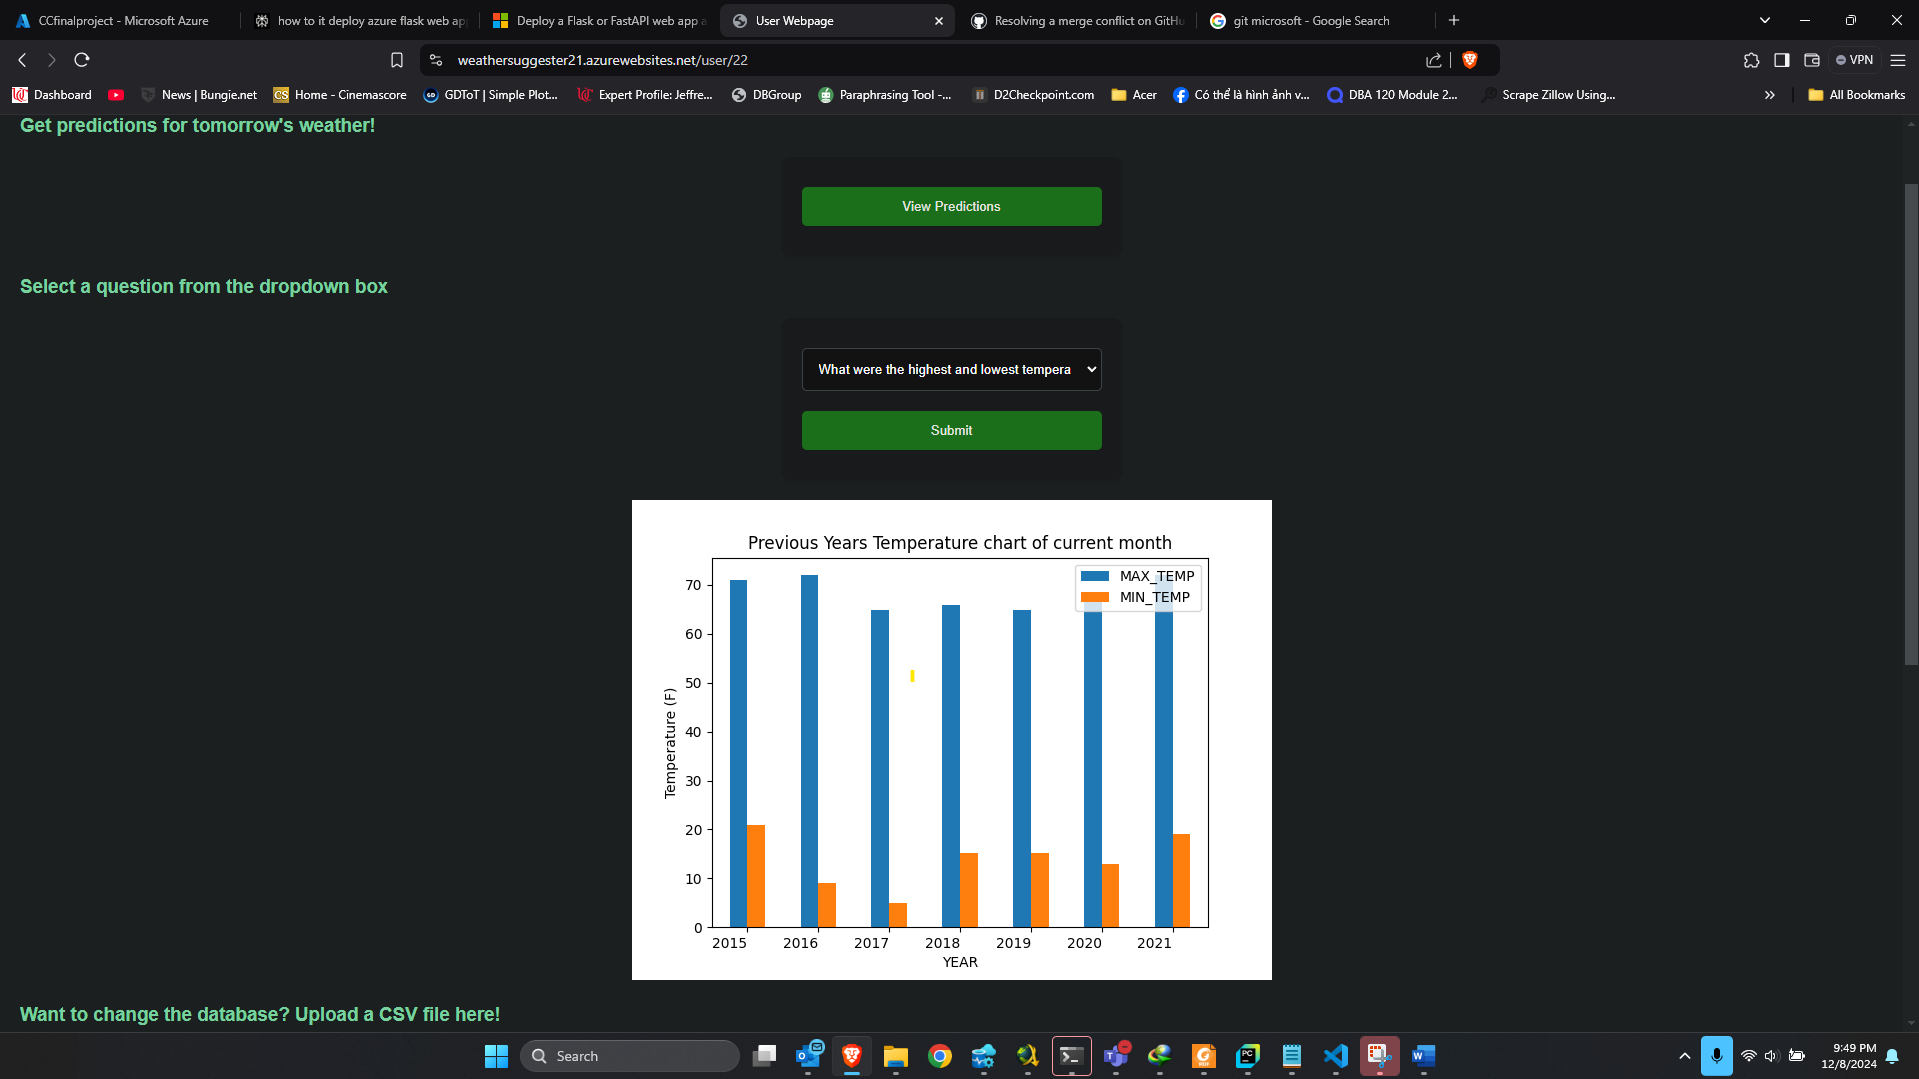 CCfinalproject - Microsoft Azure
how to it deploy azure flask web ap
Deploy a Flask or FastAPI web app a
User Webpage
Resolving a merge conflict on GitHu
git microsoft - Google Search
weathersuggester21.azurewebsites.net/user/22
VPN
Dashboard
News | Bungie.net
CS
Home - Cinemascore
GDToT | Simple Plot...
Expert Profile: Jeffre...
DBGroup
Paraphrasing Tool -...
D2Checkpoint.com
Acer
Có thể là hình ảnh v...
DBA 120 Module 2...
Scrape Zillow Using...
All Bookmarks
Get predictions for tomorrow's weather!
View Predictions
Select a question from the dropdown box
What were the highest and lowest tempera
Submit
Previous Years Temperature chart of current month
MAX_TEMP
MIN_TEMP
70
60
50
40
30
20
10
0
Temperature (F)
2015 2016 2017 2018 2019 2020 2021
YEAR
Want to change the database? Upload a CSV file here!
Search
9:49 PM
12/8/2024